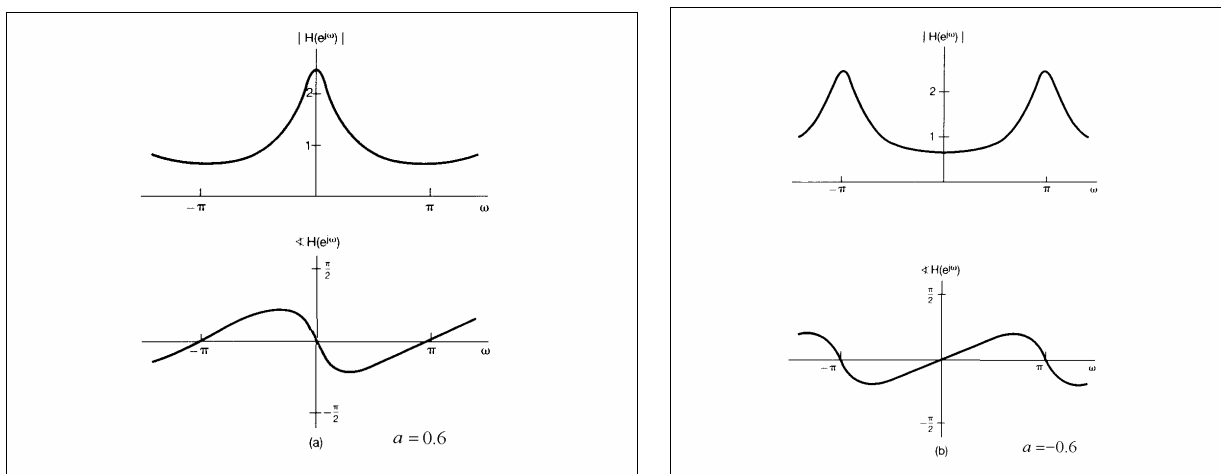 | H(e^jω) |
2
1
−π
π
ω
∢ H(e^jω)
π/2
−π
π
ω
−π/2
(a)
a = 0.6
| H(e^jω) |
2
1
−π
π
ω
∢ H(e^jω)
π/2
−π
π
ω
−π/2
(b)
a =−0.6